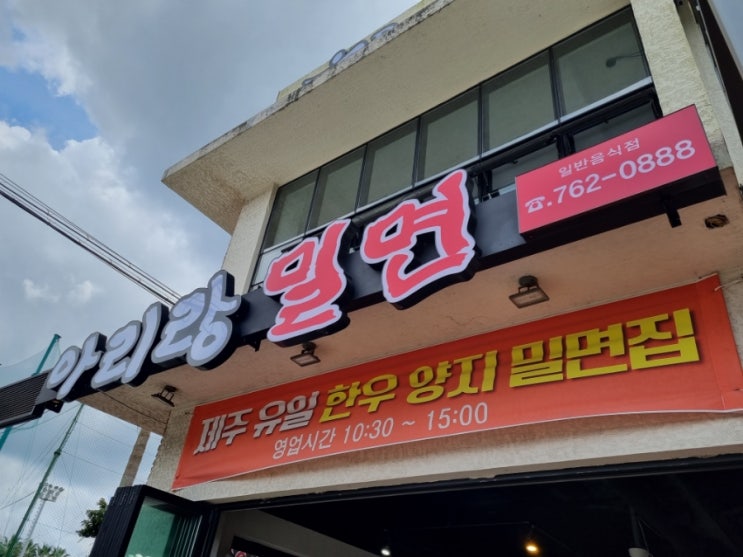 아리랑 밀면
일반음식점
☎.762-0888
제주 유일 한우 양지 밀면집
영업시간 10:30 ~ 15:00